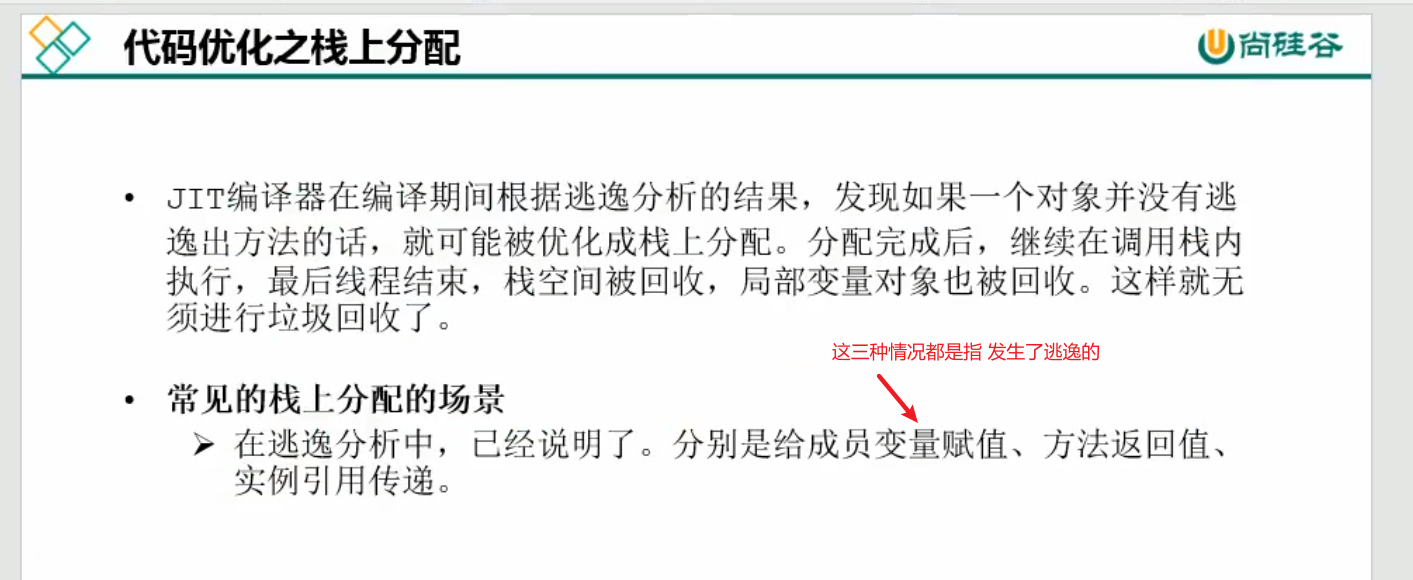 代码优化之栈上分配
尚硅谷
• JIT编译器在编译期间根据逃逸分析的结果，发现如果一个对象并没有逃
逸出方法的话，就可能被优化成栈上分配。分配完成后，继续在调用栈内
执行，最后线程结束，栈空间被回收，局部变量对象也被回收。这样就无
须进行垃圾回收了。
这三种情况都是指 发生了逃逸的
• 常见的栈上分配的场景
➢ 在逃逸分析中，已经说明了。分别是给成员变量赋值、方法返回值、
实例引用传递。